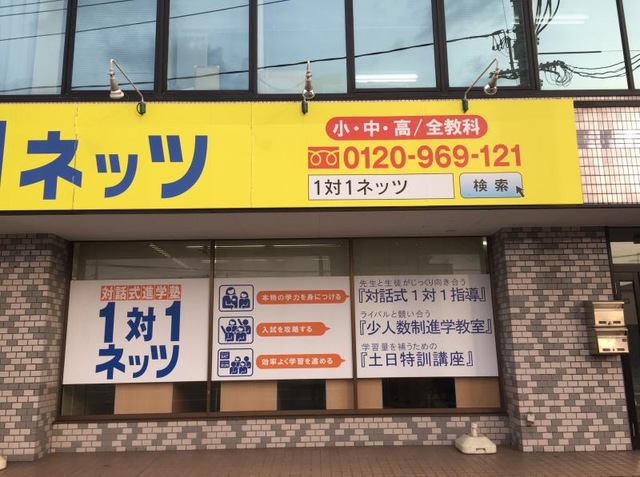 1ネッツ
小・中・高/全教科
0120-969-121
1対1ネッツ
検索
対話式進学塾
1対1
ネッツ
本物の学力を身につける
入試を攻略する
効率よく学習を進める
先生と生徒がじっくり向き合う
『対話式1対1指導』
ライバルと競い合う
『少人数制進学教室』
学習量を補うための
『土日特訓講座』